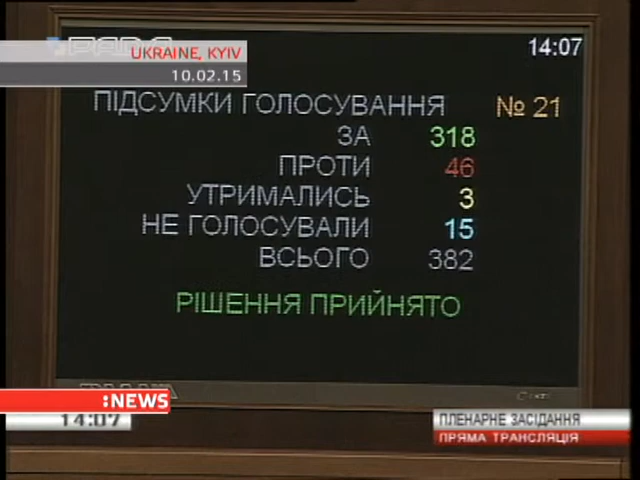 РАДА
14:07
UKRAINE, KYIV
10.02.15
ПІДСУМКИ ГОЛОСУВАННЯ № 21
ЗА 318
ПРОТИ 46
УТРИМАЛИСЬ 3
НЕ ГОЛОСУВАЛИ 15
ВСЬОГО 382
РІШЕННЯ ПРИЙНЯТО
:NEWS
14:07
ПЛЕНАРНЕ ЗАСІДАННЯ
ПРЯМА ТРАНСЛЯЦІЯ